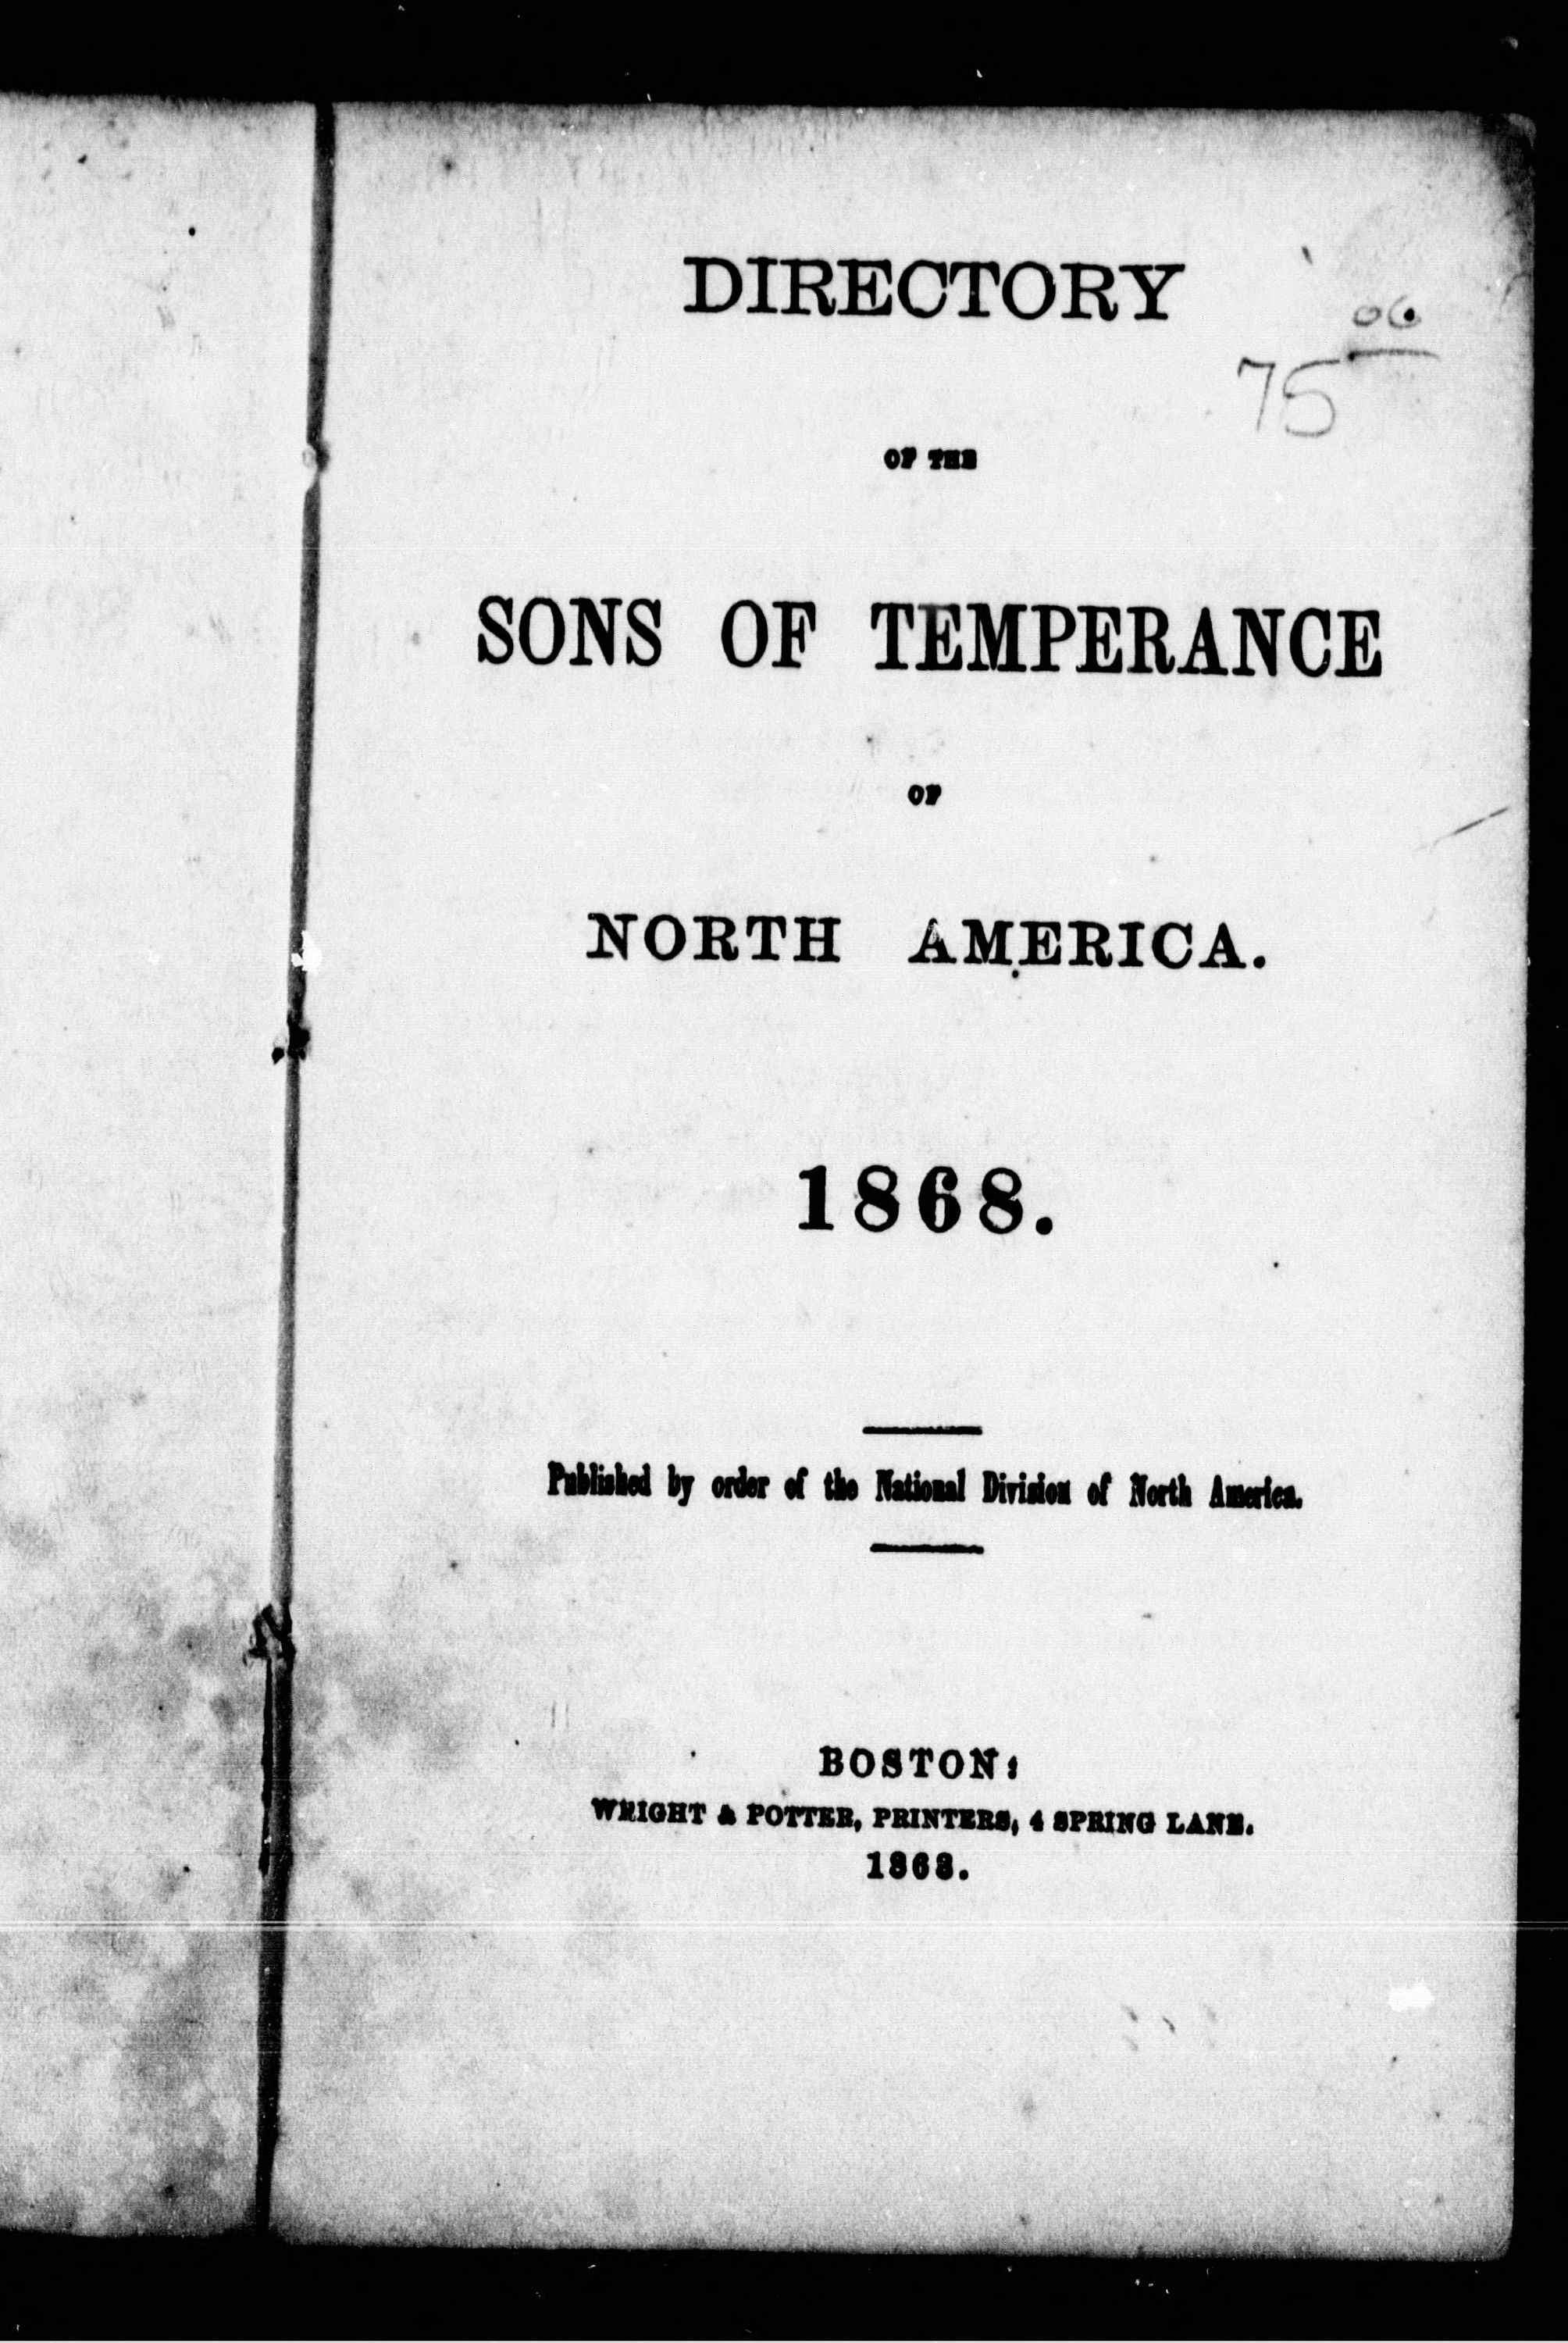 DIRECTORY
75 00
OF THE
SONS OF TEMPERANCE
OF
NORTH AMERICA.
1868.
Published by order of the National Division of North America.
BOSTON:
WRIGHT & POTTER, PRINTERS, 4 SPRING LANE.
1868.